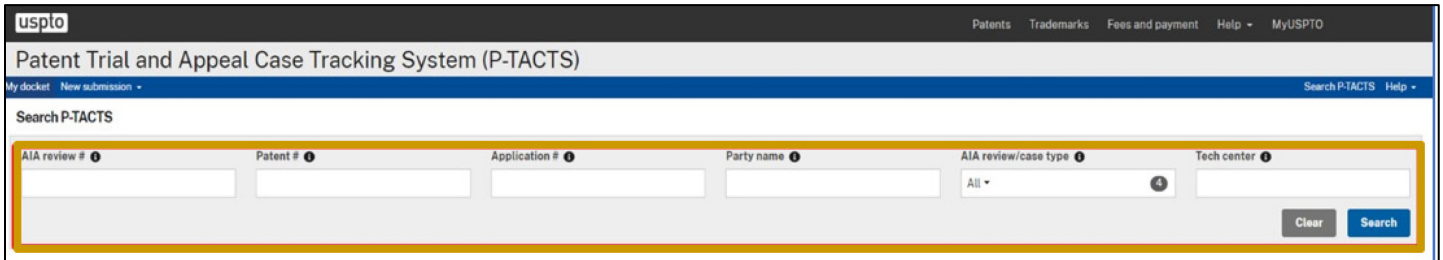 uspto Patents Trademarks Fees and payment Help MyUSPTO
Patent Trial and Appeal Case Tracking System (P-TACTS)
My docket New submission Search P-TACTS Help
Search P-TACTS
AIA review # Patent # Application # Party name AIA review/case type Tech center
All 4
Clear Search